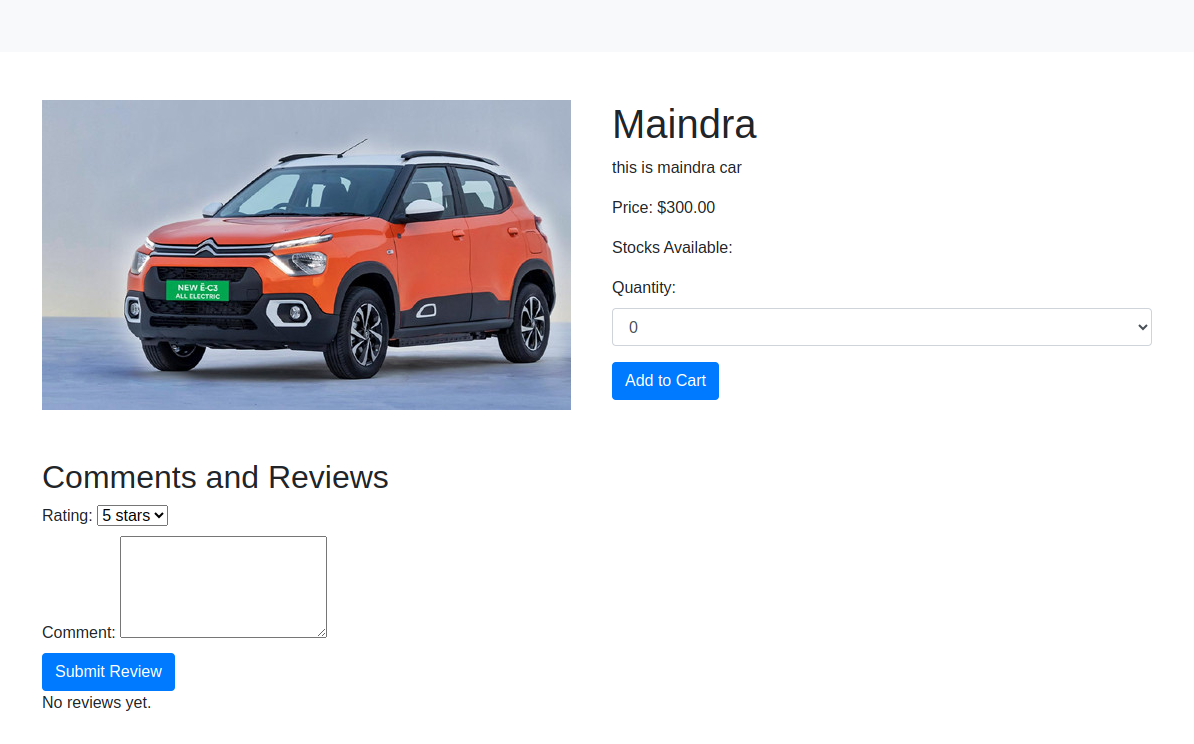 Maindra
this is maindra car
Price: $300.00
Stocks Available:
Quantity:
0
Add to Cart
NEW Ë-C3
ALL ELECTRIC
Comments and Reviews
Rating: 5 stars
Comment:
Submit Review
No reviews yet.